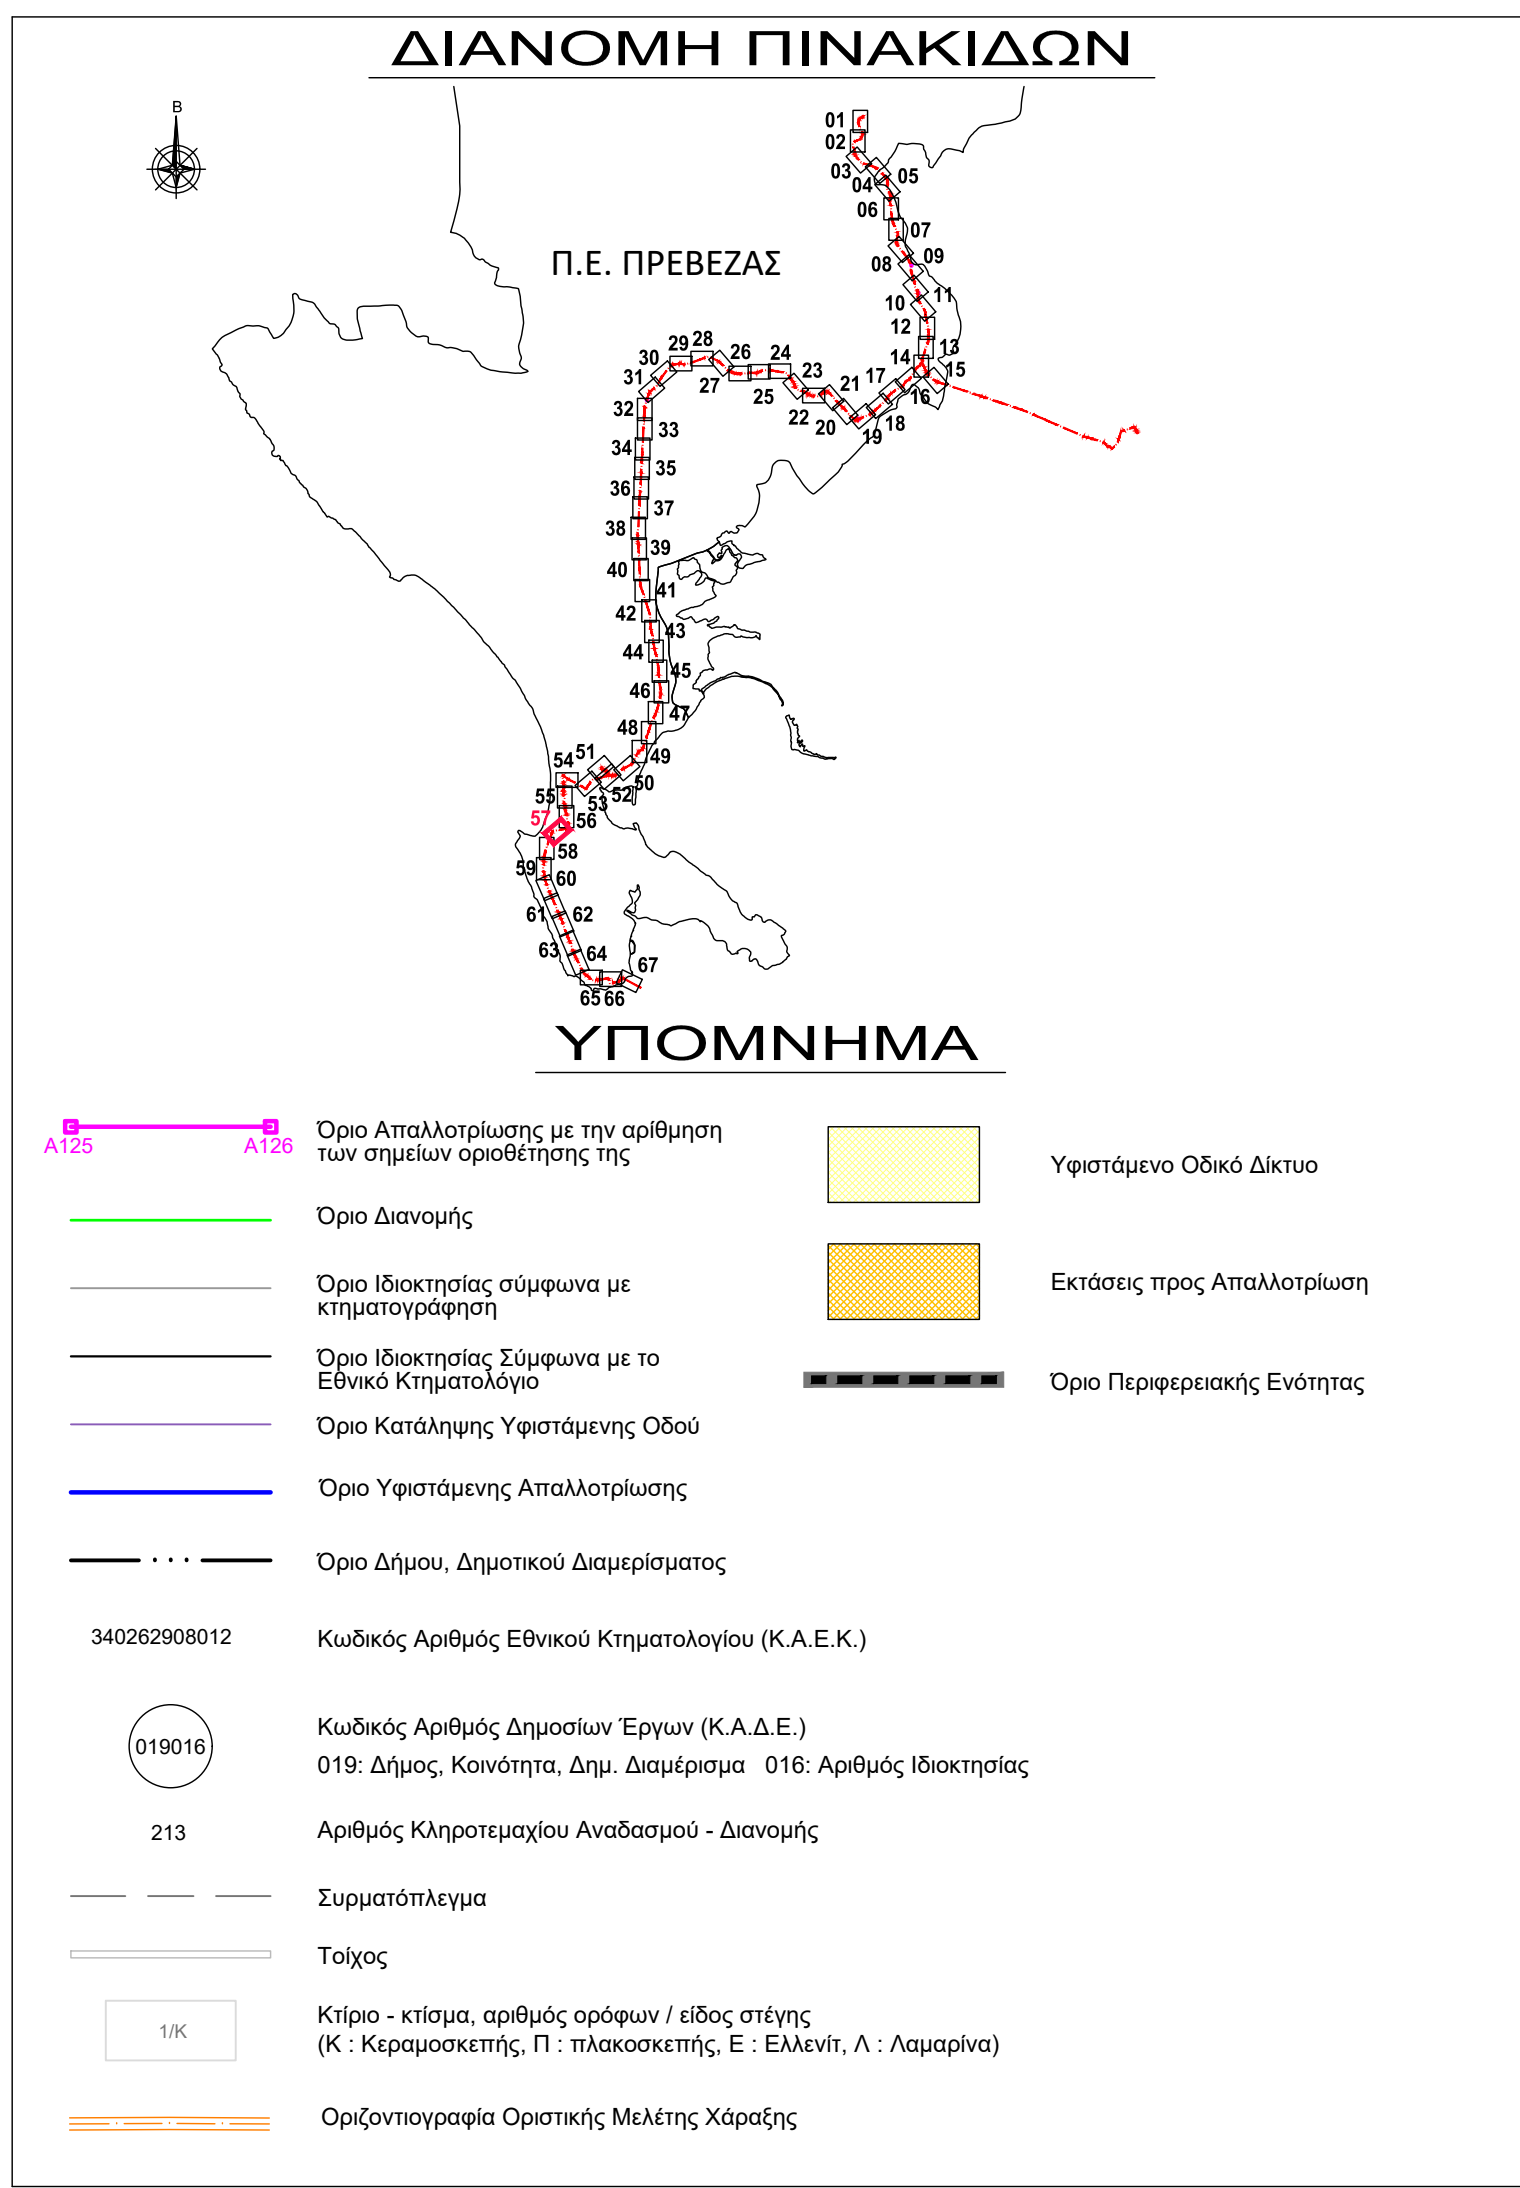 ΔΙΑΝΟΜΗ ΠΙΝΑΚΙΔΩΝ
Β
Π.Ε. ΠΡΕΒΕΖΑΣ
01
02
03
04
05
06
07
08
09
10
11
12
13
14
15
16
17
18
19
20
21
22
23
24
25
26
27
28
29
30
31
32
33
34
35
36
37
38
39
40
41
42
43
44
45
46
47
48
49
50
51
52
53
54
55
56
57
58
59
60
61
62
63
64
65
66
67
ΥΠΟΜΝΗΜΑ
A125 A126
Όριο Απαλλοτρίωσης με την αρίθμηση
των σημείων οριοθέτησης της
Όριο Διανομής
Όριο Ιδιοκτησίας σύμφωνα με
κτηματογράφηση
Όριο Ιδιοκτησίας Σύμφωνα με το
Εθνικό Κτηματολόγιο
Όριο Κατάληψης Υφιστάμενης Οδού
Όριο Υφιστάμενης Απαλλοτρίωσης
Όριο Δήμου, Δημοτικού Διαμερίσματος
340262908012
Κωδικός Αριθμός Εθνικού Κτηματολογίου (Κ.Α.Ε.Κ.)
019016
Κωδικός Αριθμός Δημοσίων Έργων (Κ.Α.Δ.Ε.)
019: Δήμος, Κοινότητα, Δημ. Διαμέρισμα 016: Αριθμός Ιδιοκτησίας
213
Αριθμός Κληροτεμαχίου Αναδασμού - Διανομής
Συρματόπλεγμα
Τοίχος
1/Κ
Κτίριο - κτίσμα, αριθμός ορόφων / είδος στέγης
(Κ : Κεραμοσκεπής, Π : πλακοσκεπής, Ε : Ελλενίτ, Λ : Λαμαρίνα)
Οριζοντιογραφία Οριστικής Μελέτης Χάραξης
Υφιστάμενο Οδικό Δίκτυο
Εκτάσεις προς Απαλλοτρίωση
Όριο Περιφερειακής Ενότητας